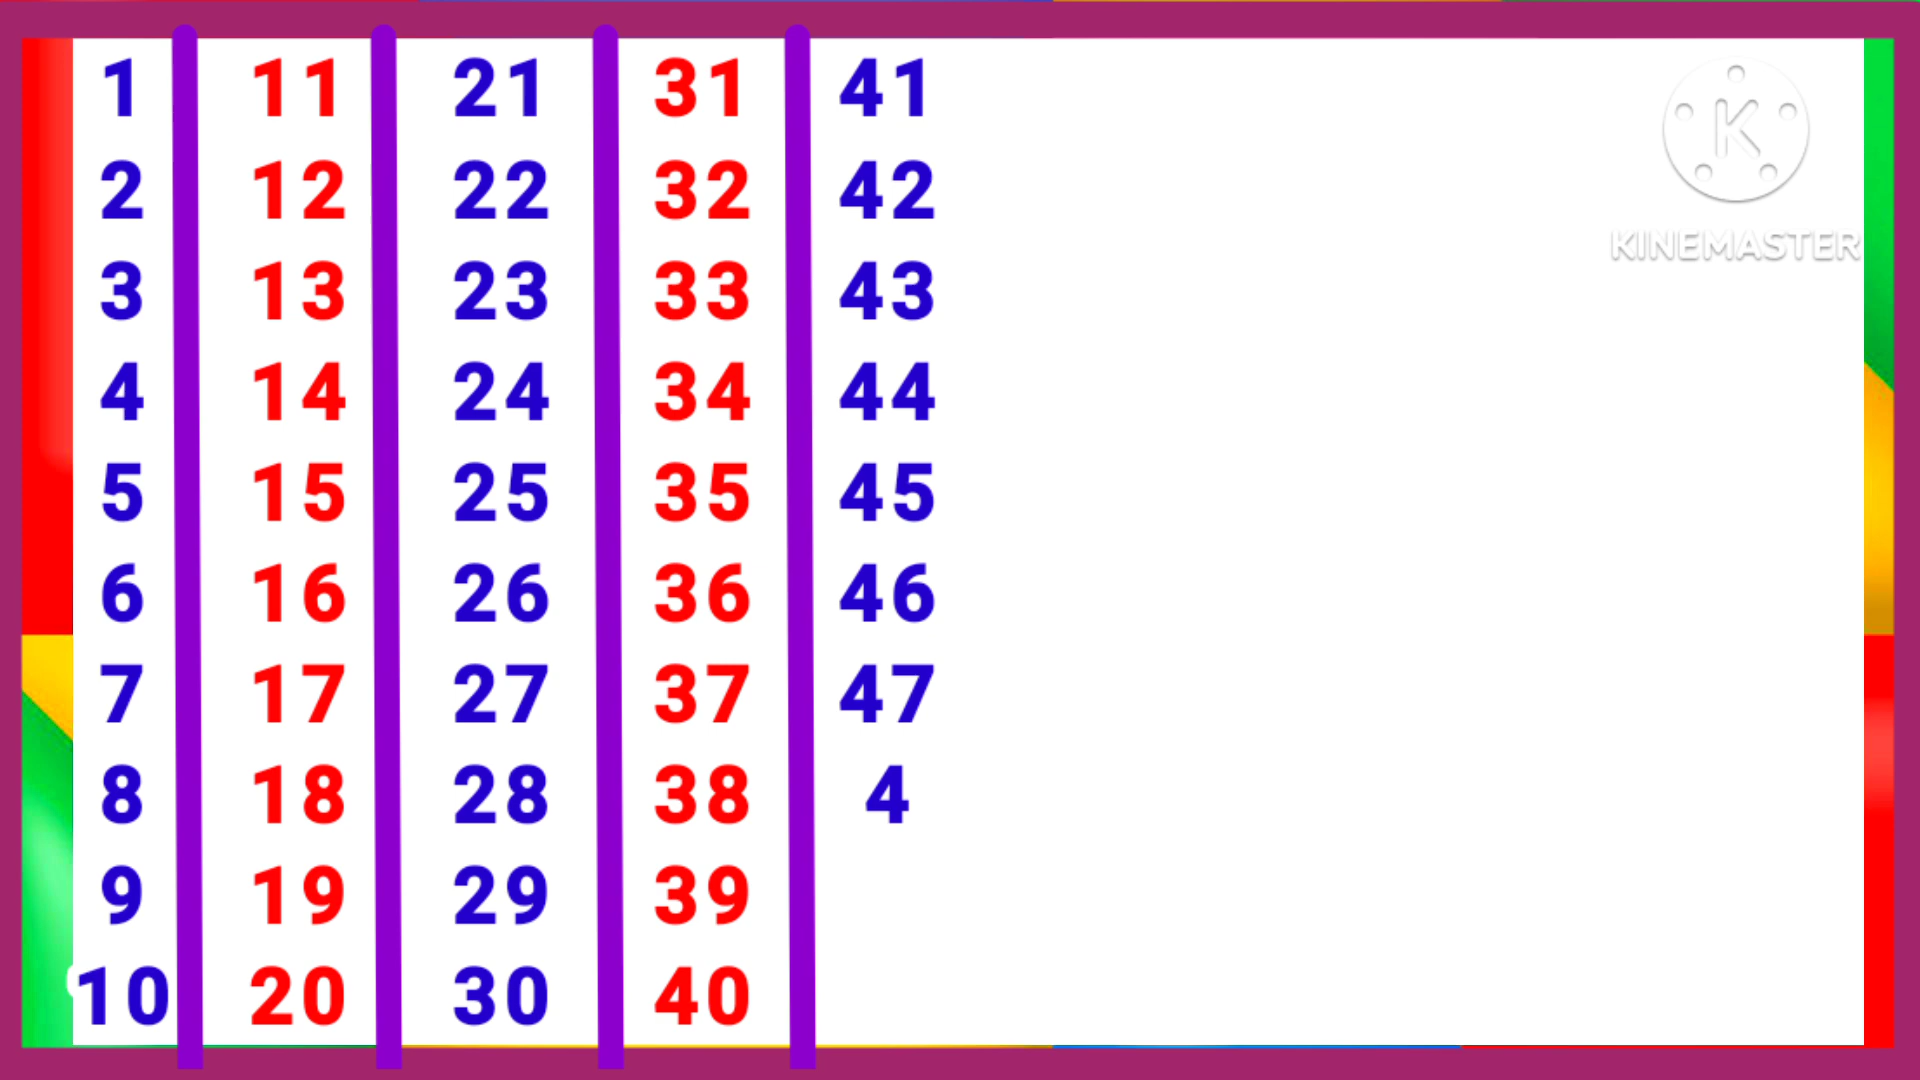 1 11 21 31 41
2 12 22 32 42
3 13 23 33 43
4 14 24 34 44
5 15 25 35 45
6 16 26 36 46
7 17 27 37 47
8 18 28 38 4
9 19 29 39
10 20 30 40
K
KINEMASTER